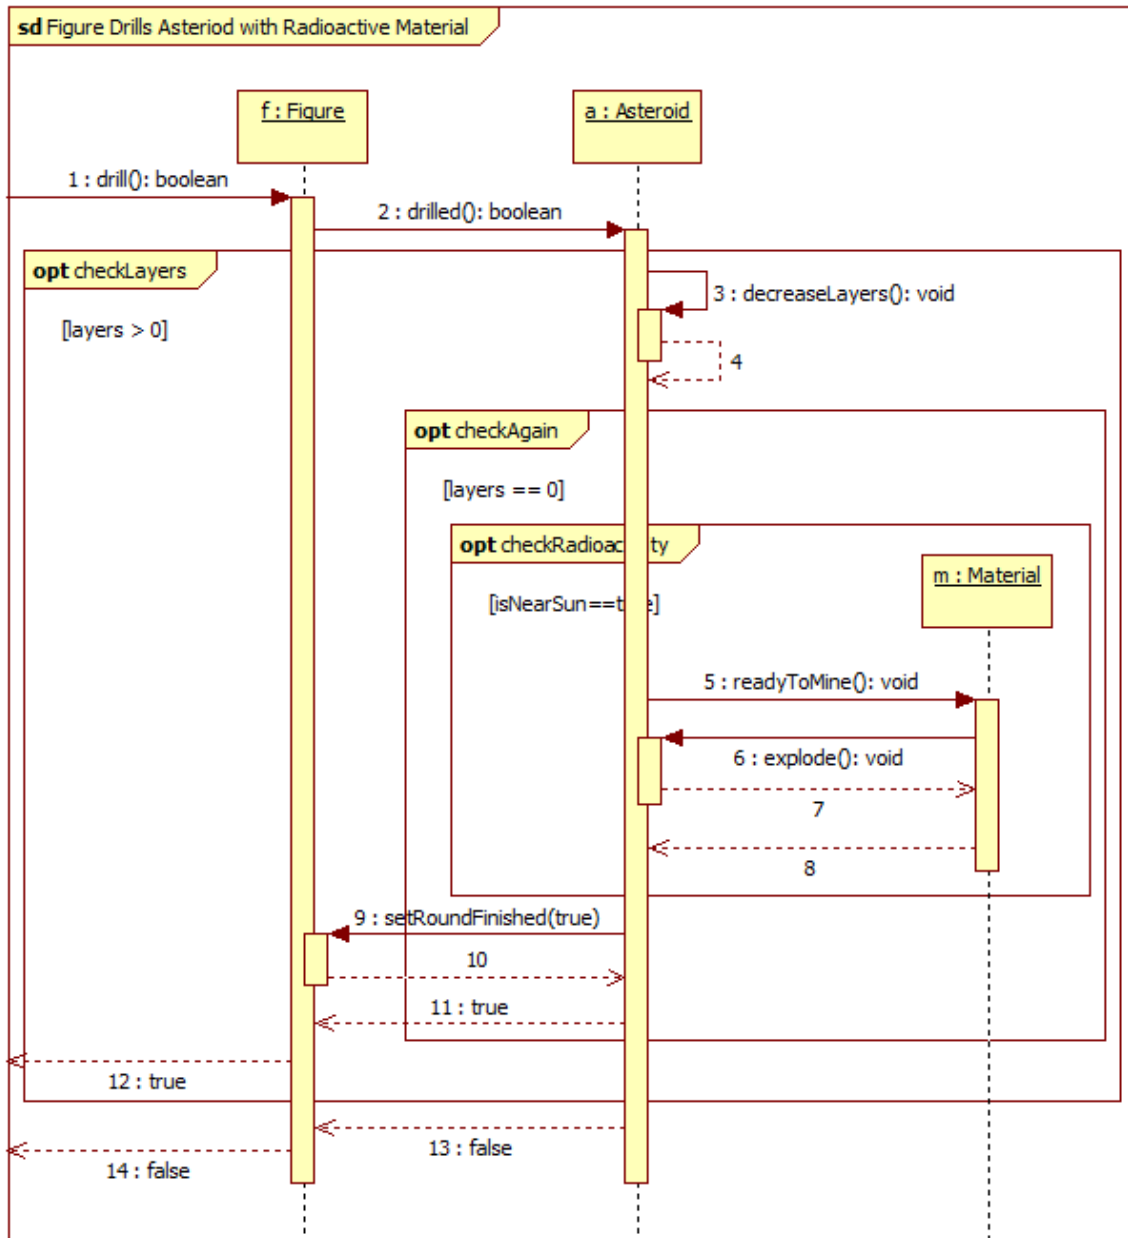 sd Figure Drills Asteriod with Radioactive Material
f : Figure
a : Asteroid
1 : drill(): boolean
2 : drilled(): boolean
opt checkLayers
[layers > 0]
3 : decreaseLayers(): void
4
opt checkAgain
[layers == 0]
opt checkRadioac ty
m : Material
[isNearSun==t e]
5 : readyToMine(): void
6 : explode(): void
7
8
9 : setRoundFinished(true)
10
11 : true
12 : true
13 : false
14 : false